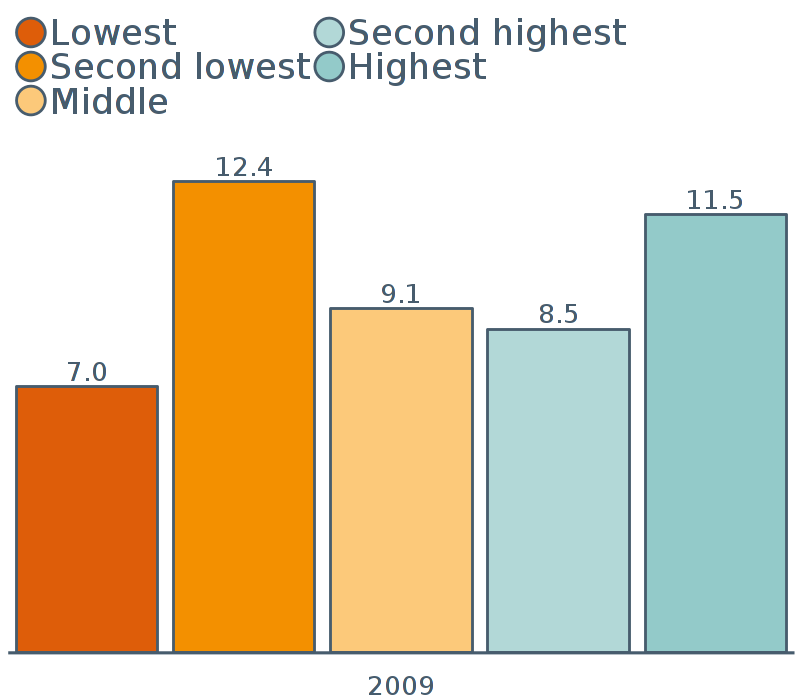 Lowest
Second lowest
Middle
Second highest
Highest
12.4
11.5
9.1
8.5
7.0
2009